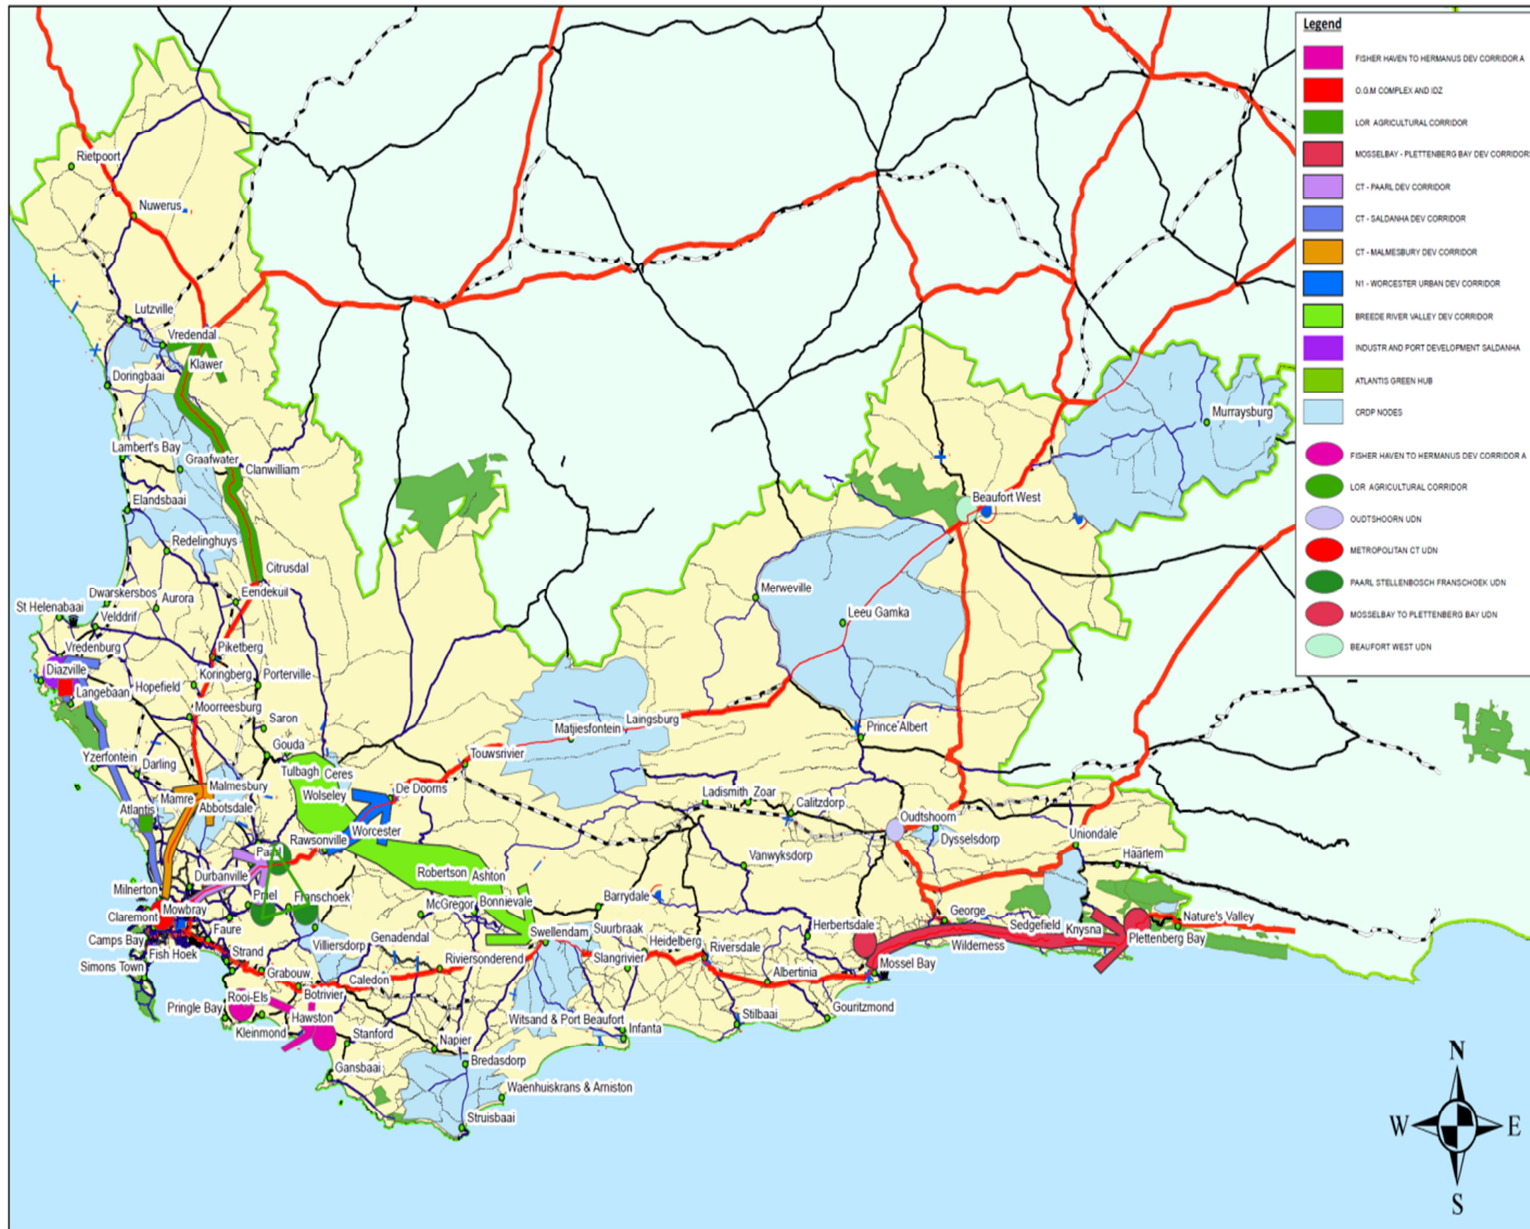 Legend
FISHER HAVEN TO HERMANUS DEV CORRIDOR A
O.G.M COMPLEX AND IDZ
LOR AGRICULTURAL CORRIDOR
MOSSELBAY - PLETTENBERG BAY DEV CORRIDOR
CT - PAARL DEV CORRIDOR
CT - SALDANHA DEV CORRIDOR
CT - MALMESBURY DEV CORRIDOR
N1 - WORCESTER URBAN DEV CORRIDOR
BREEDE RIVER VALLEY DEV CORRIDOR
INDUSTR AND PORT DEVELOPMENT SALDANHA
ATLANTIS GREEN HUB
CRDP NODES
FISHER HAVEN TO HERMANUS DEV CORRIDOR A
LOR AGRICULTURAL CORRIDOR
OUDTSHOORN UDN
METROPOLITAN CT UDN
PAARL STELLENBOSCH FRANSCHOEK UDN
MOSSELBAY TO PLETTENBERG BAY UDN
BEAUFORT WEST UDN
Rietpoort
Nuwerus
Lutzville
Vredendal
Klawer
Doringbaai
Murraysburg
Lambert's Bay
Graafwater
Clanwilliam
Elandsbaai
Beaufort West
Redelinghuys
Citrusdal
Dwarskersbos
Aurora
Eendekuil
Merweville
St Helenabaai
Velddrif
Leeu Gamka
Vredenburg
Piketberg
Diazville
Koringberg
Porterville
Langebaan
Hopefield
Moorreesburg
Laingsburg
Saron
Matjiesfontein
Prince Albert
Gouda
Touwsrivier
Yzerfontein
Darling
Tulbagh
Ceres
Malmesbury
De Doorns
Mamre
Abbotsdale
Wolseley
Ladismith
Zoar
Calitzdorp
Atlantis
Worcester
Oudtshoorn
Rawsonville
Dysselsdorp
Uniondale
Paarl
Vanwyksdorp
Haarlem
Durbanville
Robertson
Ashton
Milnerton
Pniel
Franschoek
McGregor
Bonnievale
Barrydale
Claremont
Mowbray
George
Nature's Valley
Faure
Suurbraak
Herbertsdale
Sedgefield
Knysna
Camps Bay
Villiersdorp
Genadendal
Swellendam
Heidelberg
Riversdale
Wilderness
Plettenberg Bay
Fish Hoek
Strand
Riviersonderend
Slangrivier
Mossel Bay
Simons Town
Grabouw
Caledon
Albertinia
Rooi-Els
Botrivier
Pringle Bay
Hawston
Gouritzmond
Kleinmond
Stanford
Witsand & Port Beaufort
Infanta
Stilbaai
Napier
Gansbaai
Bredasdorp
Waenhuiskrans & Arniston
Struisbaai
N
W
E
S